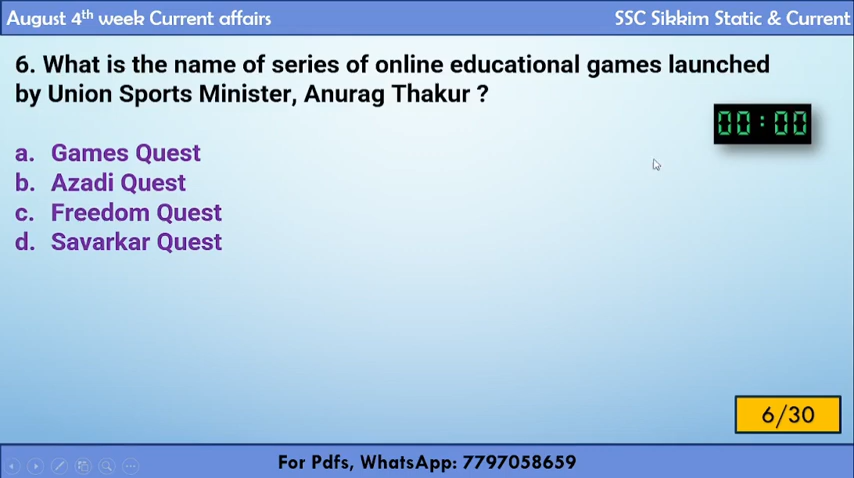 August 4th week Current affairs
SSC Sikkim Static & Current
6. What is the name of series of online educational games launched
by Union Sports Minister, Anurag Thakur ?
00:00
a. Games Quest
b. Azadi Quest
c. Freedom Quest
d. Savarkar Quest
6/30
For Pdfs, WhatsApp: 7797058659